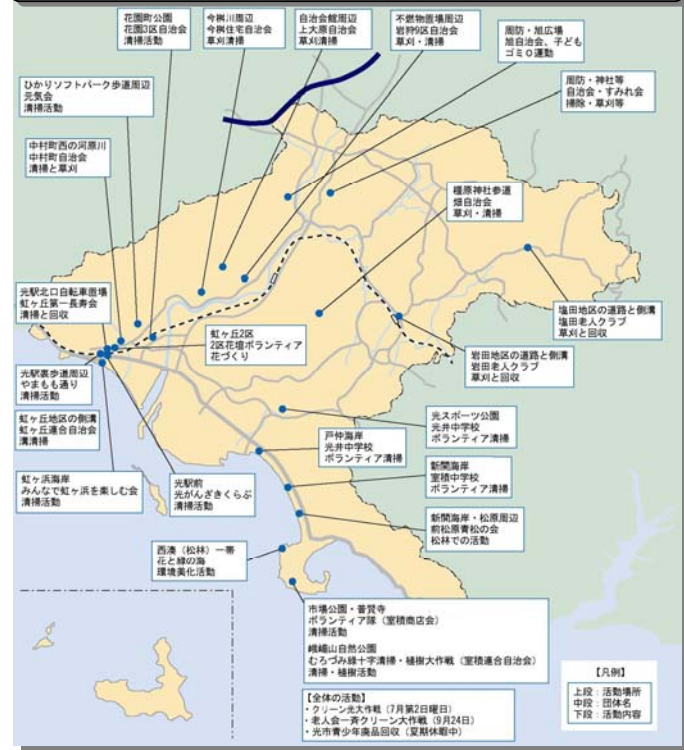 花園町公園
花園3区自治会
清掃活動
今桝川周辺
今桝住宅自治会
草刈清掃
自治会館周辺
上大原自治会
草刈清掃
不燃物置場周辺
岩狩9区自治会
草刈・清掃
周防・旭広場
旭自治会、子ども
ゴミ0運動
ひかりソフトパーク歩道周辺
元気会
清掃活動
周防・神社等
自治会・すみれ会
掃除・草刈等
中村町西の河原川
中村町自治会
清掃と草刈
橿原神社参道
畑自治会
草刈・清掃
光駅北口自転車置場
虹ヶ丘第一長寿会
清掃と回収
虹ヶ丘2区
2区花壇ボランティア
花づくり
塩田地区の道路と側溝
塩田老人クラブ
草刈と回収
岩田地区の道路と側溝
岩田老人クラブ
草刈と回収
光駅裏歩道周辺
やまもも通り
清掃活動
虹ヶ丘地区の側溝
虹ヶ丘連合自治会
溝清掃
光スポーツ公園
光井中学校
ボランティア清掃
戸仲海岸
光井中学校
ボランティア清掃
虹ヶ浜海岸
みんなで虹ヶ浜を楽しむ会
清掃活動
光駅前
光がんざきくらぶ
清掃活動
新開海岸
室積中学校
ボランティア清掃
新開海岸・松原周辺
前松原青松の会
松林での活動
西湊(松林)一帯
花と緑の海
環境美化活動
市場公園・普賢寺
ボランティア隊(室積商店会)
清掃活動
峨嵋山自然公園
むろづみ緑十字清掃・植樹大作戦(室積連合自治会)
清掃・植樹活動
【全体の活動】
・クリーン光大作戦(7月第2日曜日)
・老人会一斉クリーン大作戦(9月24日)
・光市青少年廃品回収(夏期休暇中)
【凡例】
上段:活動場所
中段:団体名
下段:活動内容